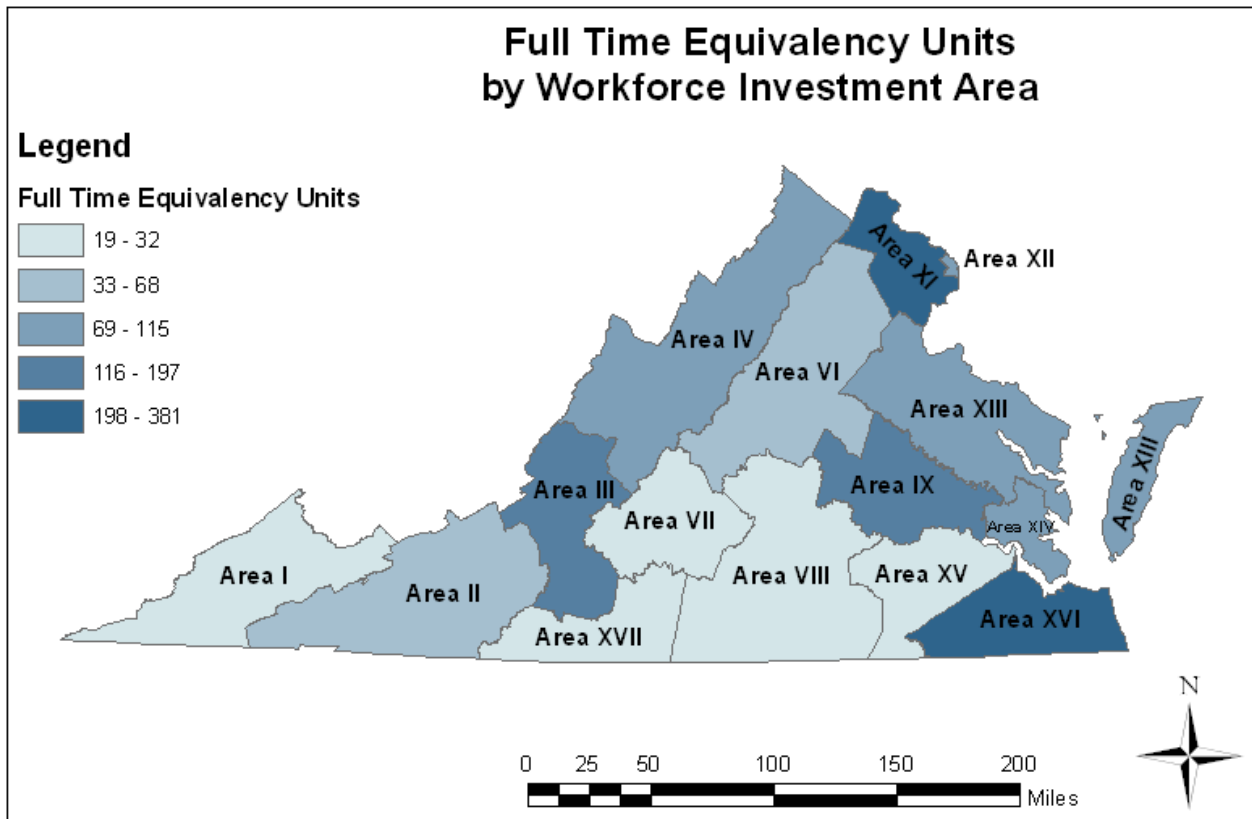 Full Time Equivalency Units
by Workforce Investment Area
Legend
Full Time Equivalency Units
19 - 32
33 - 68
69 - 115
116 - 197
198 - 381
Area XI
Area XII
Area IV
Area VI
Area XIII
Area XIII
Area III
Area IX
Area VII
Area XIV
Area I
Area II
Area VIII
Area XV
Area XVII
Area XVI
N
0 25 50 100 150 200
Miles